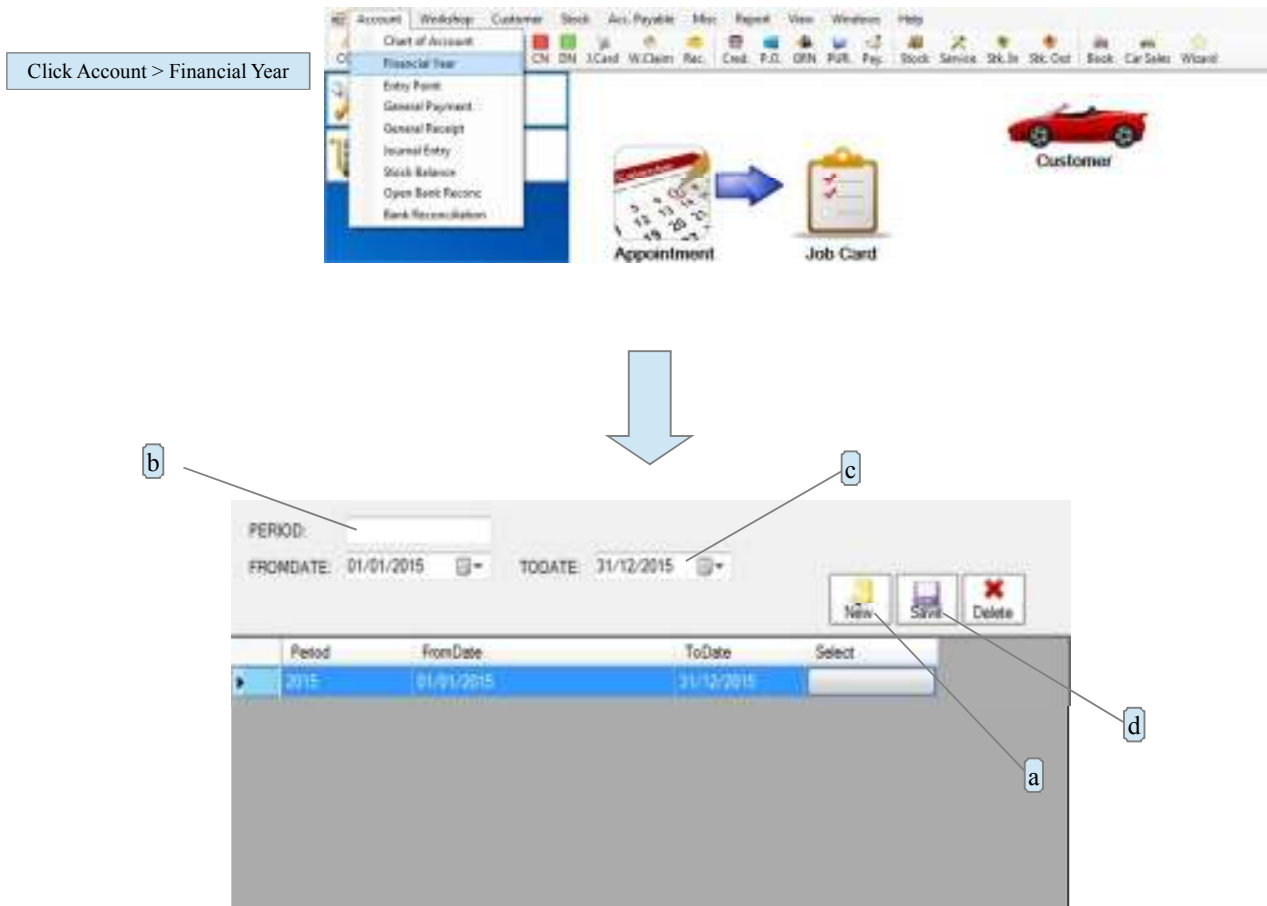 Account Workshop Customer Stock Acc. Payable Misc Report View Windows Help
Chart of Account
CN DN J.Card W.Claim Rec. Cred. P.O. GRN PUR. Pay. Stock Service Stk.In Stk.Out Book Car Sales Wizard
Click Account > Financial Year
Financial Year
Entry Point
General Payment
General Receipt
Journal Entry
Stock Balance
Open Bank Reconc
Bank Reconciliation
Customer
Appointment
Job Card
b
c
PERIOD:
FROMDATE: 01/01/2015 TODATE: 31/12/2015
New Save Delete
Period FromDate ToDate Select
2015 01/01/2015 31/12/2015
d
a